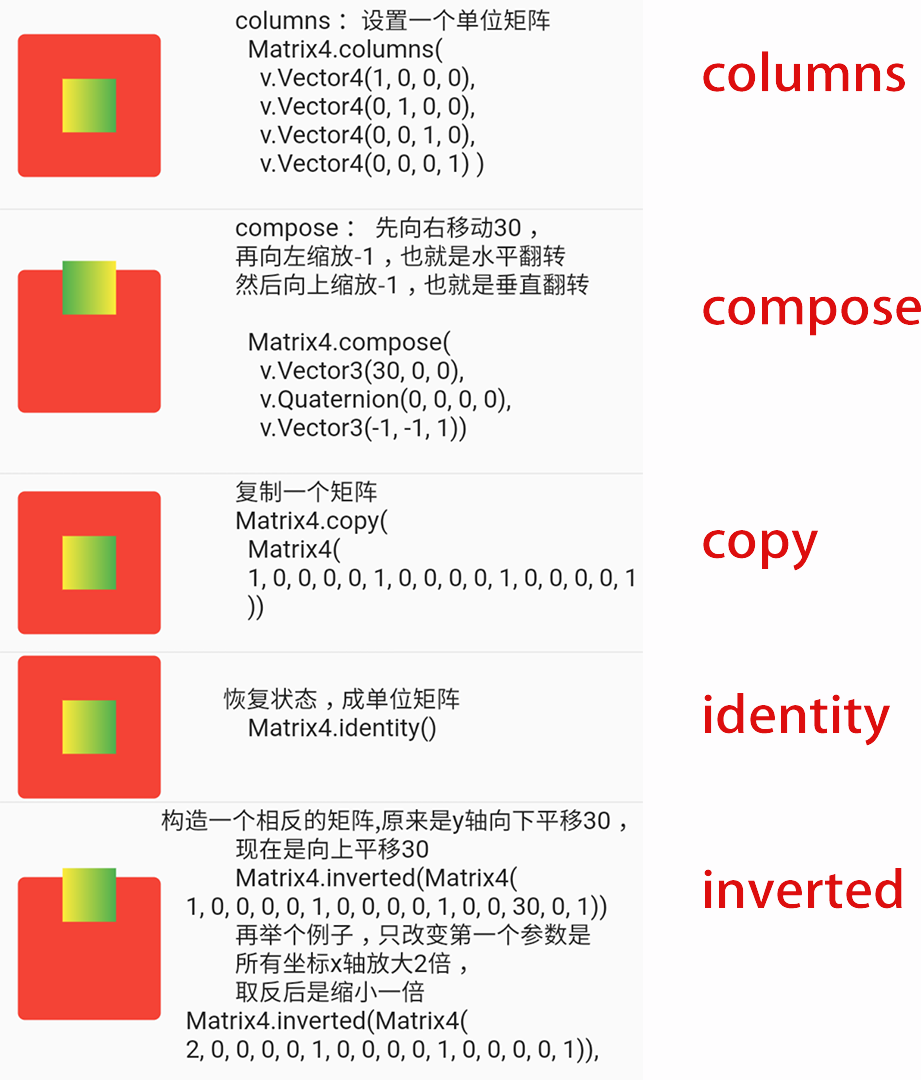 columns： 设置一个单位矩阵
Matrix4.columns(
v.Vector4(1, 0, 0, 0),
v.Vector4(0, 1, 0, 0),
v.Vector4(0, 0, 1, 0),
v.Vector4(0, 0, 0, 1) )
columns
compose： 先向右移动30，
再向左缩放-1，也就是水平翻转
然后向上缩放-1，也就是垂直翻转
Matrix4.compose(
v.Vector3(30, 0, 0),
v.Quaternion(0, 0, 0, 0),
v.Vector3(-1, -1, 1))
compose
复制一个矩阵
Matrix4.copy(
Matrix4(
1, 0, 0, 0, 0, 1, 0, 0, 0, 0, 1, 0, 0, 0, 0, 1
))
copy
恢复状态，成单位矩阵
Matrix4.identity()
identity
构造一个相反的矩阵,原来是y轴向下平移30，
现在是向上平移30
Matrix4.inverted(Matrix4(
1, 0, 0, 0, 0, 1, 0, 0, 0, 0, 1, 0, 0, 30, 0, 1))
再举个例子，只改变第一个参数是
所有坐标x轴放大2倍，
取反后是缩小一倍
Matrix4.inverted(Matrix4(
2, 0, 0, 0, 0, 1, 0, 0, 0, 0, 1, 0, 0, 0, 0, 1)),
inverted